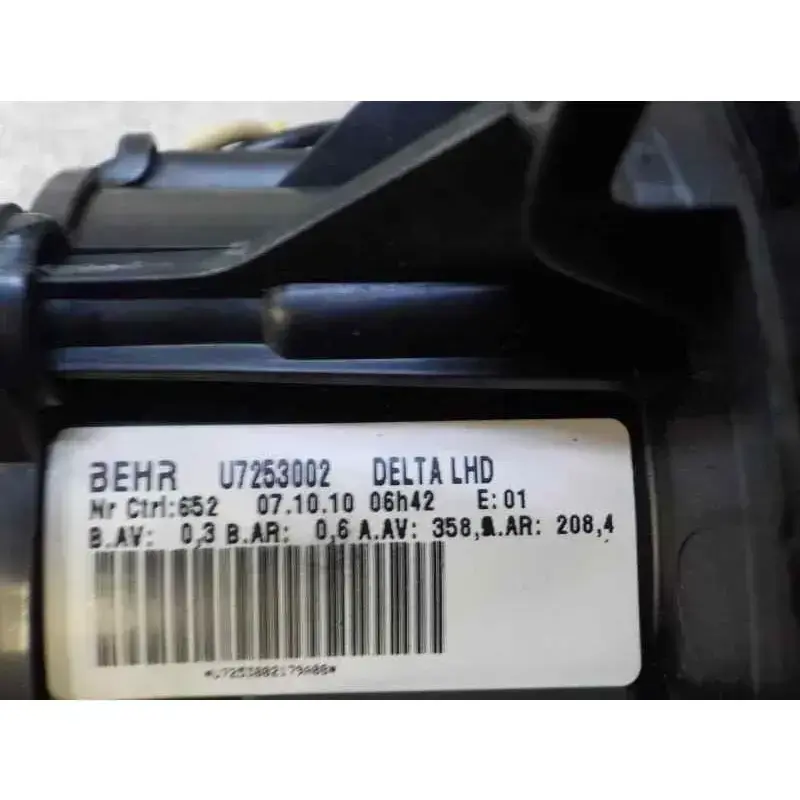 BEHR U7253002 DELTA LHD
Nr Ctrl:652 07.10.10 06h42 E:01
B.AV: 0,3 B.AR: 0,6 A.AV: 358, .AR: 208,4